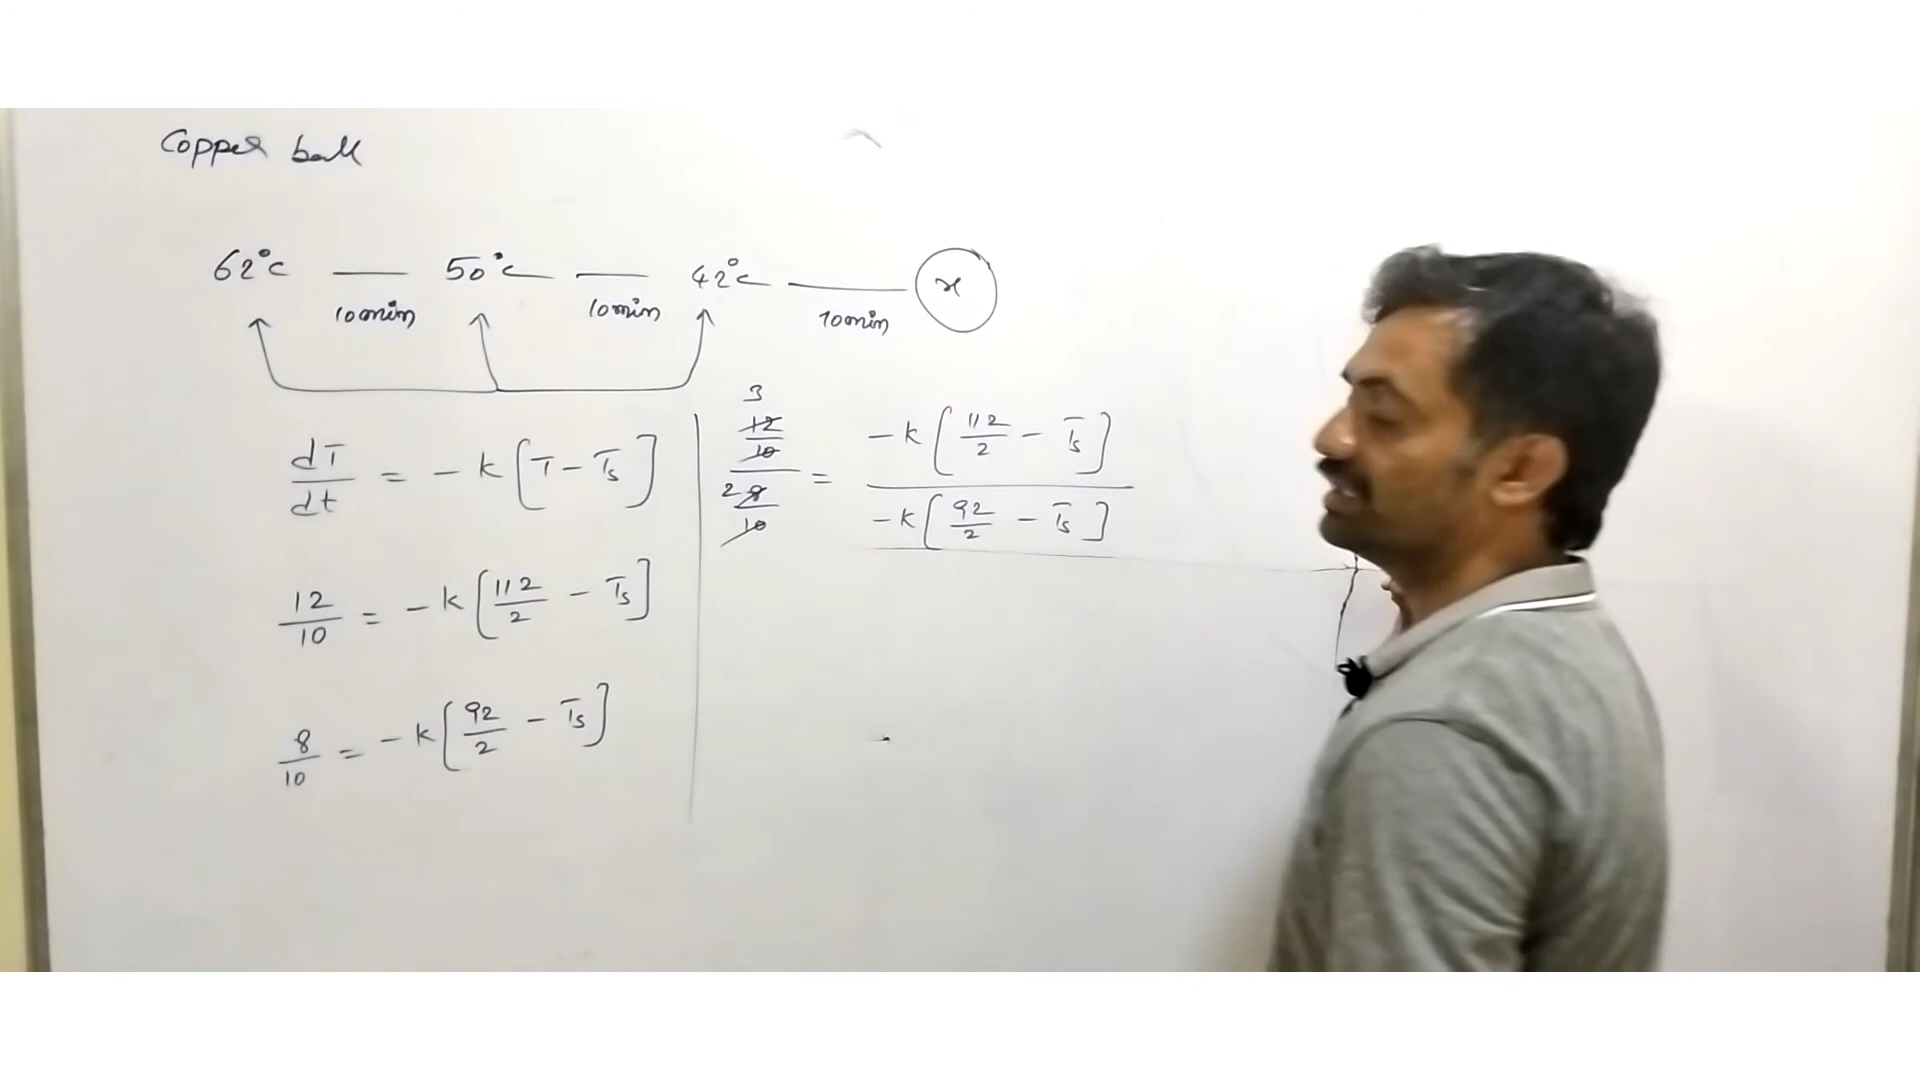 Copper ball
62°c — 50°c — 42°c — x
10min 10min 10min
dT/dt = - K [T - Ts]
12/10 = - K [112/2 - Ts]
8/10 = - K [92/2 - Ts]
3
12/10 / 2 8/10 = -K [112/2 - Ts] / -K [92/2 - Ts]